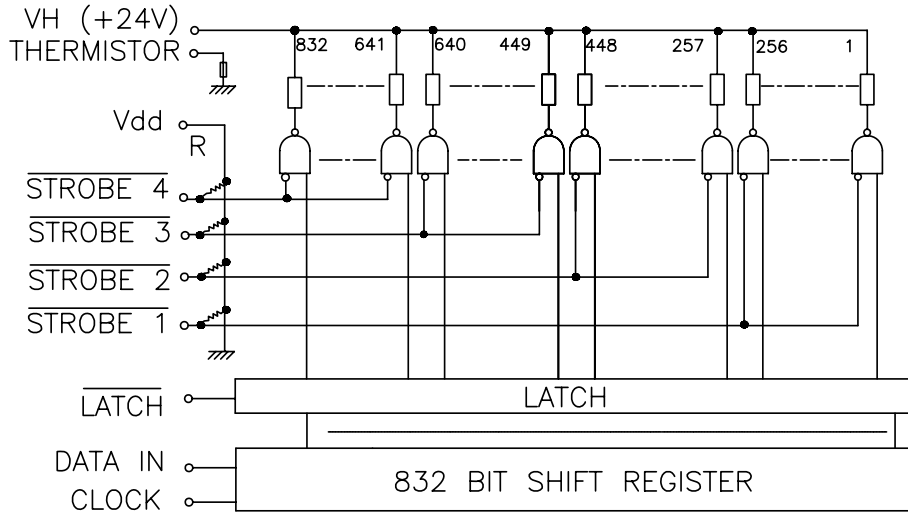 VH (+24V)
832 641 640 449 448 257 256 1
THERMISTOR
Vdd
R
STROBE 4
STROBE 3
STROBE 2
STROBE 1
LATCH
LATCH
DATA IN
832 BIT SHIFT REGISTER
CLOCK